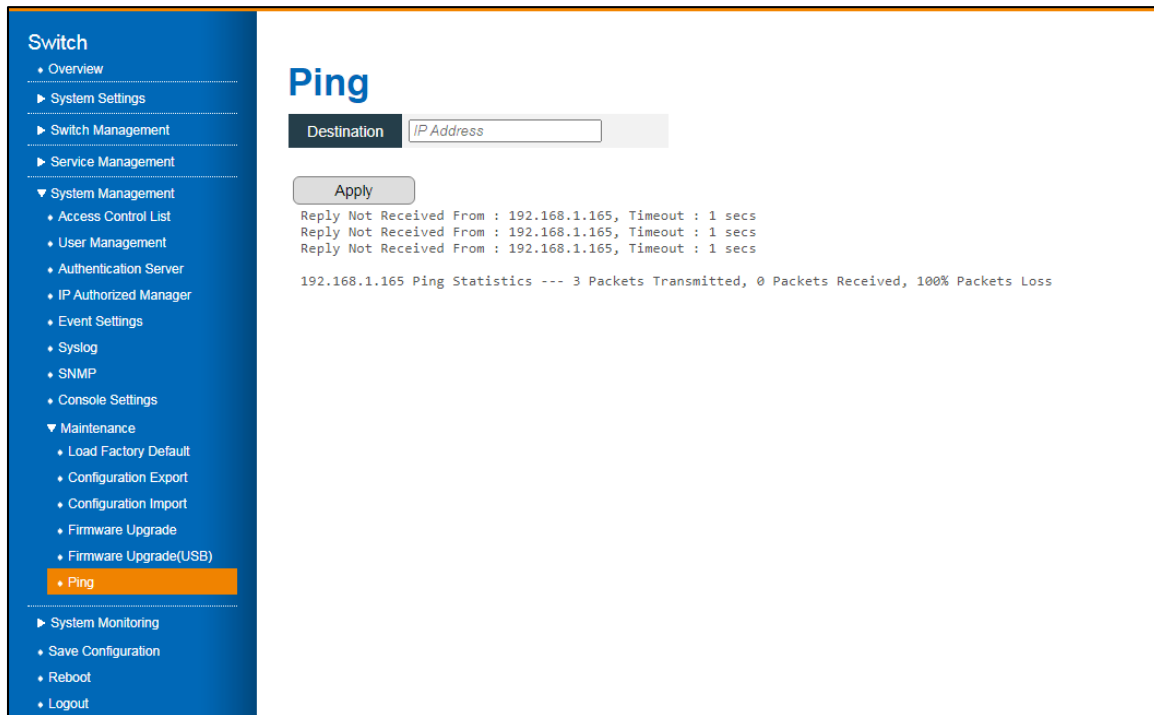 Switch
Overview
System Settings
Switch Management
Service Management
System Management
Access Control List
User Management
Authentication Server
IP Authorized Manager
Event Settings
Syslog
SNMP
Console Settings
Maintenance
Load Factory Default
Configuration Export
Configuration Import
Firmware Upgrade
Firmware Upgrade(USB)
Ping
System Monitoring
Save Configuration
Reboot
Logout
Ping
Destination IP Address
Apply
Reply Not Received From : 192.168.1.165, Timeout : 1 secs
Reply Not Received From : 192.168.1.165, Timeout : 1 secs
Reply Not Received From : 192.168.1.165, Timeout : 1 secs
192.168.1.165 Ping Statistics --- 3 Packets Transmitted, 0 Packets Received, 100% Packets Loss